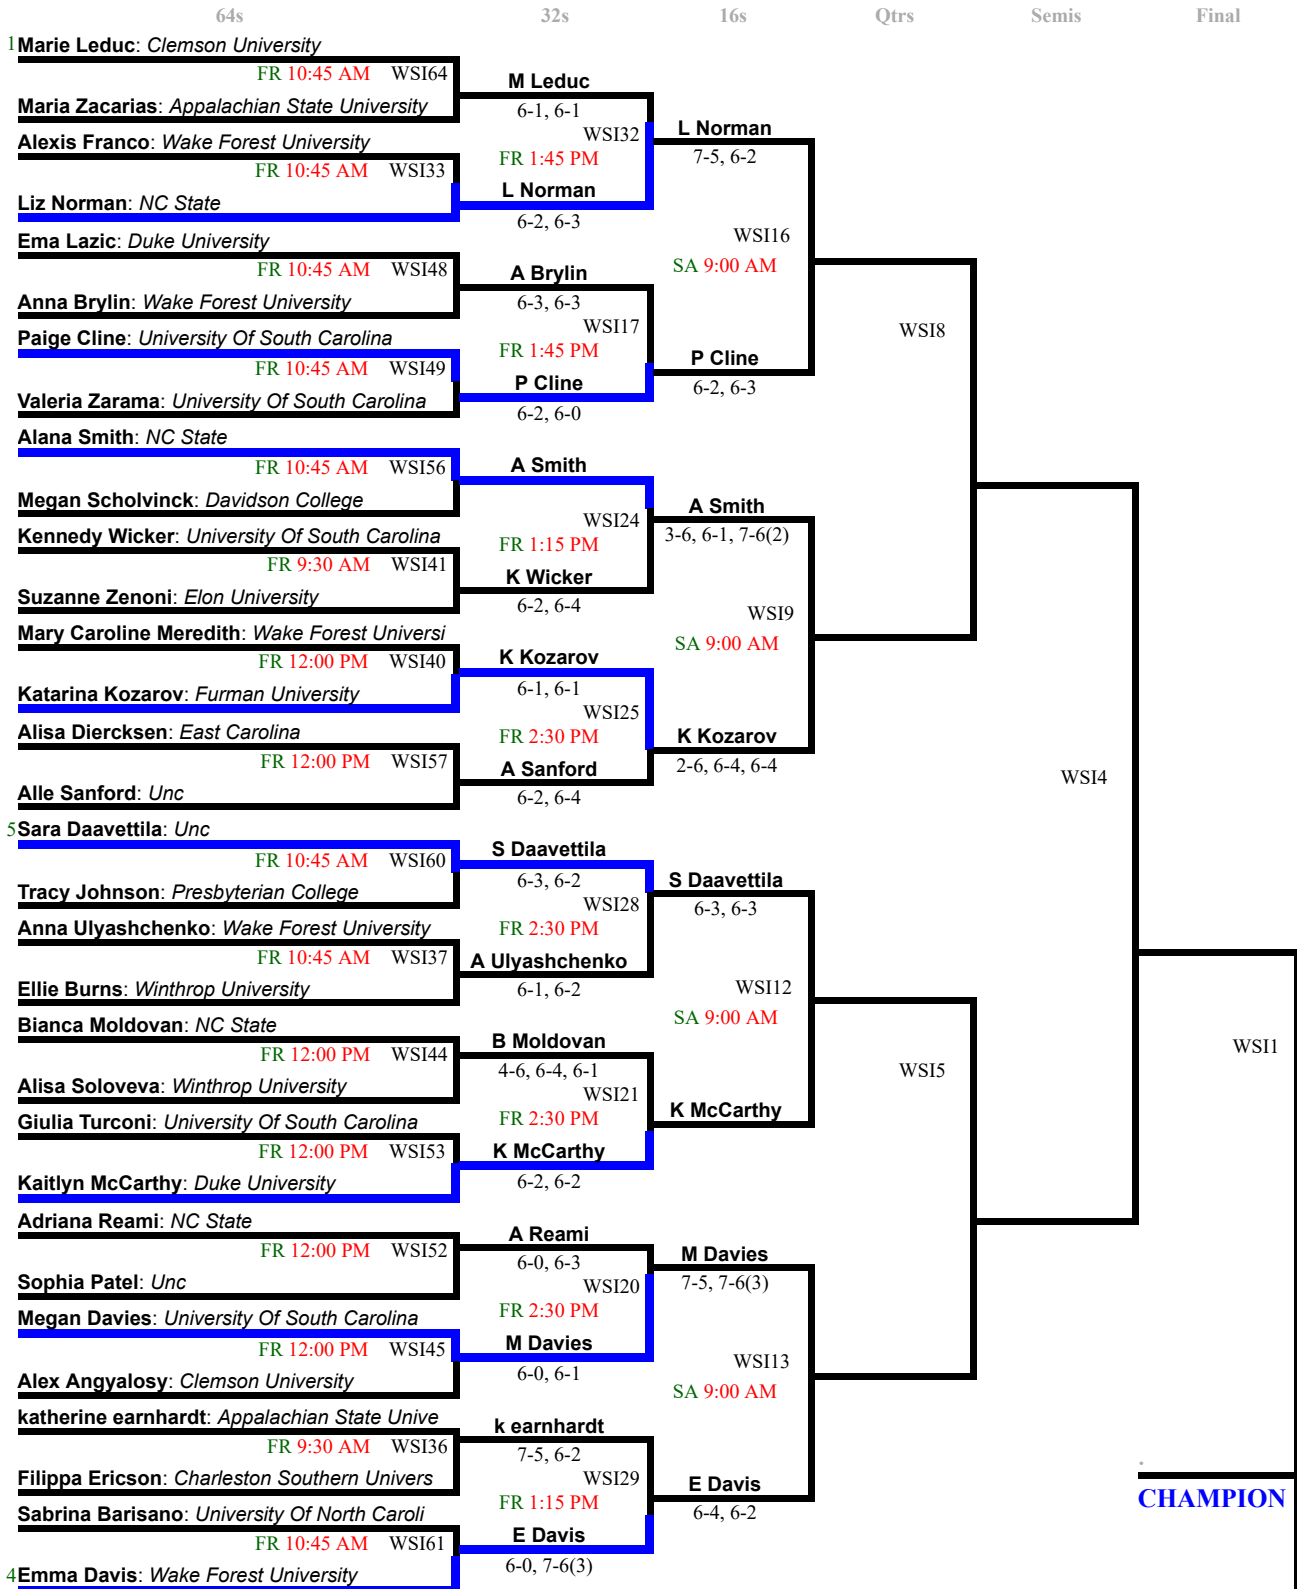 64s 32s 16s Qtrs Semis Final
1 Marie Leduc: Clemson University
FR 10:45 AM WSI64
Maria Zacarias: Appalachian State University
Alexis Franco: Wake Forest University
FR 10:45 AM WSI33
Liz Norman: NC State
Ema Lazic: Duke University
FR 10:45 AM WSI48
Anna Brylin: Wake Forest University
Paige Cline: University Of South Carolina
FR 10:45 AM WSI49
Valeria Zarama: University Of South Carolina
Alana Smith: NC State
FR 10:45 AM WSI56
Megan Scholvinck: Davidson College
Kennedy Wicker: University Of South Carolina
FR 9:30 AM WSI41
Suzanne Zenoni: Elon University
Mary Caroline Meredith: Wake Forest Universi
FR 12:00 PM WSI40
Katarina Kozarov: Furman University
Alisa Diercksen: East Carolina
FR 12:00 PM WSI57
Alle Sanford: Unc
5 Sara Daavettila: Unc
FR 10:45 AM WSI60
Tracy Johnson: Presbyterian College
Anna Ulyashchenko: Wake Forest University
FR 10:45 AM WSI37
Ellie Burns: Winthrop University
Bianca Moldovan: NC State
FR 12:00 PM WSI44
Alisa Soloveva: Winthrop University
Giulia Turconi: University Of South Carolina
FR 12:00 PM WSI53
Kaitlyn McCarthy: Duke University
Adriana Reami: NC State
FR 12:00 PM WSI52
Sophia Patel: Unc
Megan Davies: University Of South Carolina
FR 12:00 PM WSI45
Alex Angyalosy: Clemson University
katherine earnhardt: Appalachian State Unive
FR 9:30 AM WSI36
Filippa Ericson: Charleston Southern Univers
Sabrina Barisano: University Of North Caroli
FR 10:45 AM WSI61
4 Emma Davis: Wake Forest University
M Leduc
6-1, 6-1
WSI32
FR 1:45 PM
L Norman
6-2, 6-3
A Brylin
6-3, 6-3
WSI17
FR 1:45 PM
P Cline
6-2, 6-0
A Smith
WSI24
FR 1:15 PM
K Wicker
6-2, 6-4
K Kozarov
6-1, 6-1
WSI25
FR 2:30 PM
A Sanford
6-2, 6-4
S Daavettila
6-3, 6-2
WSI28
FR 2:30 PM
A Ulyashchenko
6-1, 6-2
B Moldovan
4-6, 6-4, 6-1
WSI21
FR 2:30 PM
K McCarthy
6-2, 6-2
A Reami
6-0, 6-3
WSI20
FR 2:30 PM
M Davies
6-0, 6-1
k earnhardt
7-5, 6-2
WSI29
FR 1:15 PM
E Davis
6-0, 7-6(3)
L Norman
7-5, 6-2
WSI16
SA 9:00 AM
P Cline
6-2, 6-3
A Smith
3-6, 6-1, 7-6(2)
WSI9
SA 9:00 AM
K Kozarov
2-6, 6-4, 6-4
S Daavettila
6-3, 6-3
WSI12
SA 9:00 AM
K McCarthy
M Davies
7-5, 7-6(3)
WSI13
SA 9:00 AM
E Davis
6-4, 6-2
WSI8
WSI5
WSI4
WSI1
.
CHAMPION